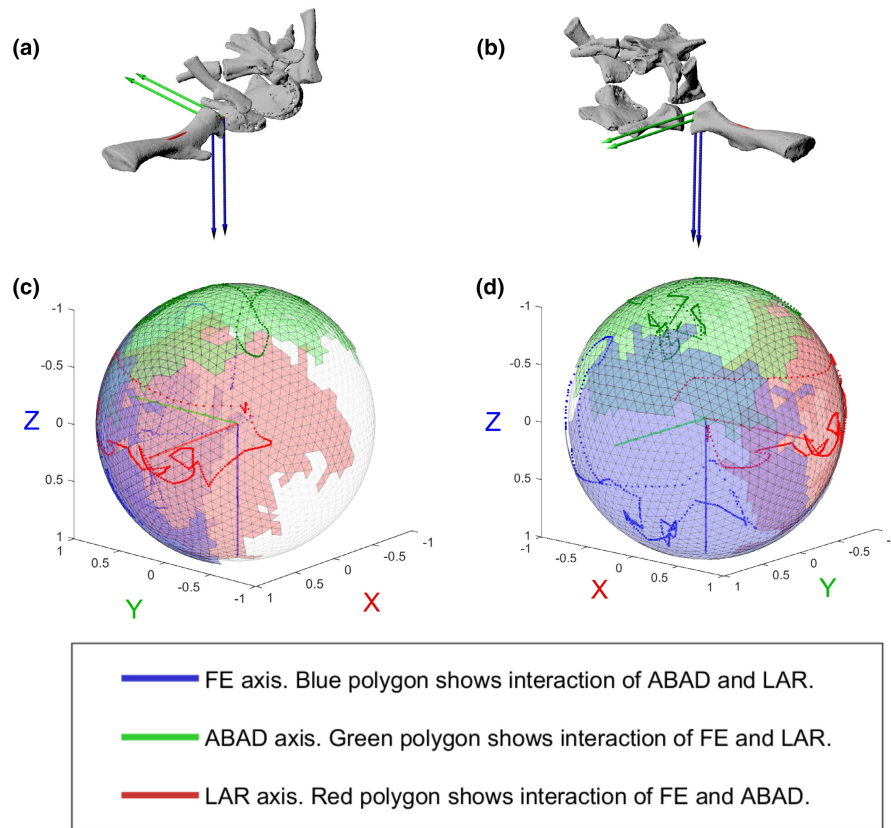 (a)
(b)
(c)
(d)
-1
-0.5
Z
0
0.5
1
1
0.5
0
-0.5
-1
Y
1
0.5
0
-0.5
-1
X
-1
-0.5
Z
0
0.5
1
-1
-0.5
0
0.5
1
X
1
0.5
0
-0.5
Y
FE axis. Blue polygon shows interaction of ABAD and LAR.
ABAD axis. Green polygon shows interaction of FE and LAR.
LAR axis. Red polygon shows interaction of FE and ABAD.